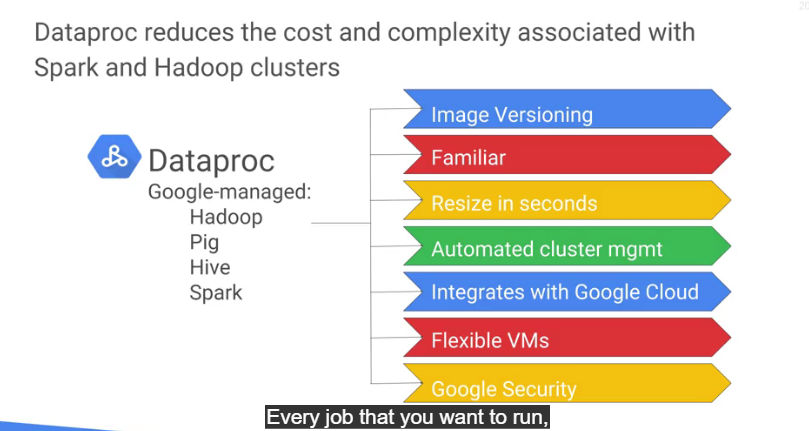 Dataproc reduces the cost and complexity associated with
Spark and Hadoop clusters
Dataproc
Google-managed:
Hadoop
Pig
Hive
Spark
Image Versioning
Familiar
Resize in seconds
Automated cluster mgmt
Integrates with Google Cloud
Flexible VMs
Google Security
Every job that you want to run,